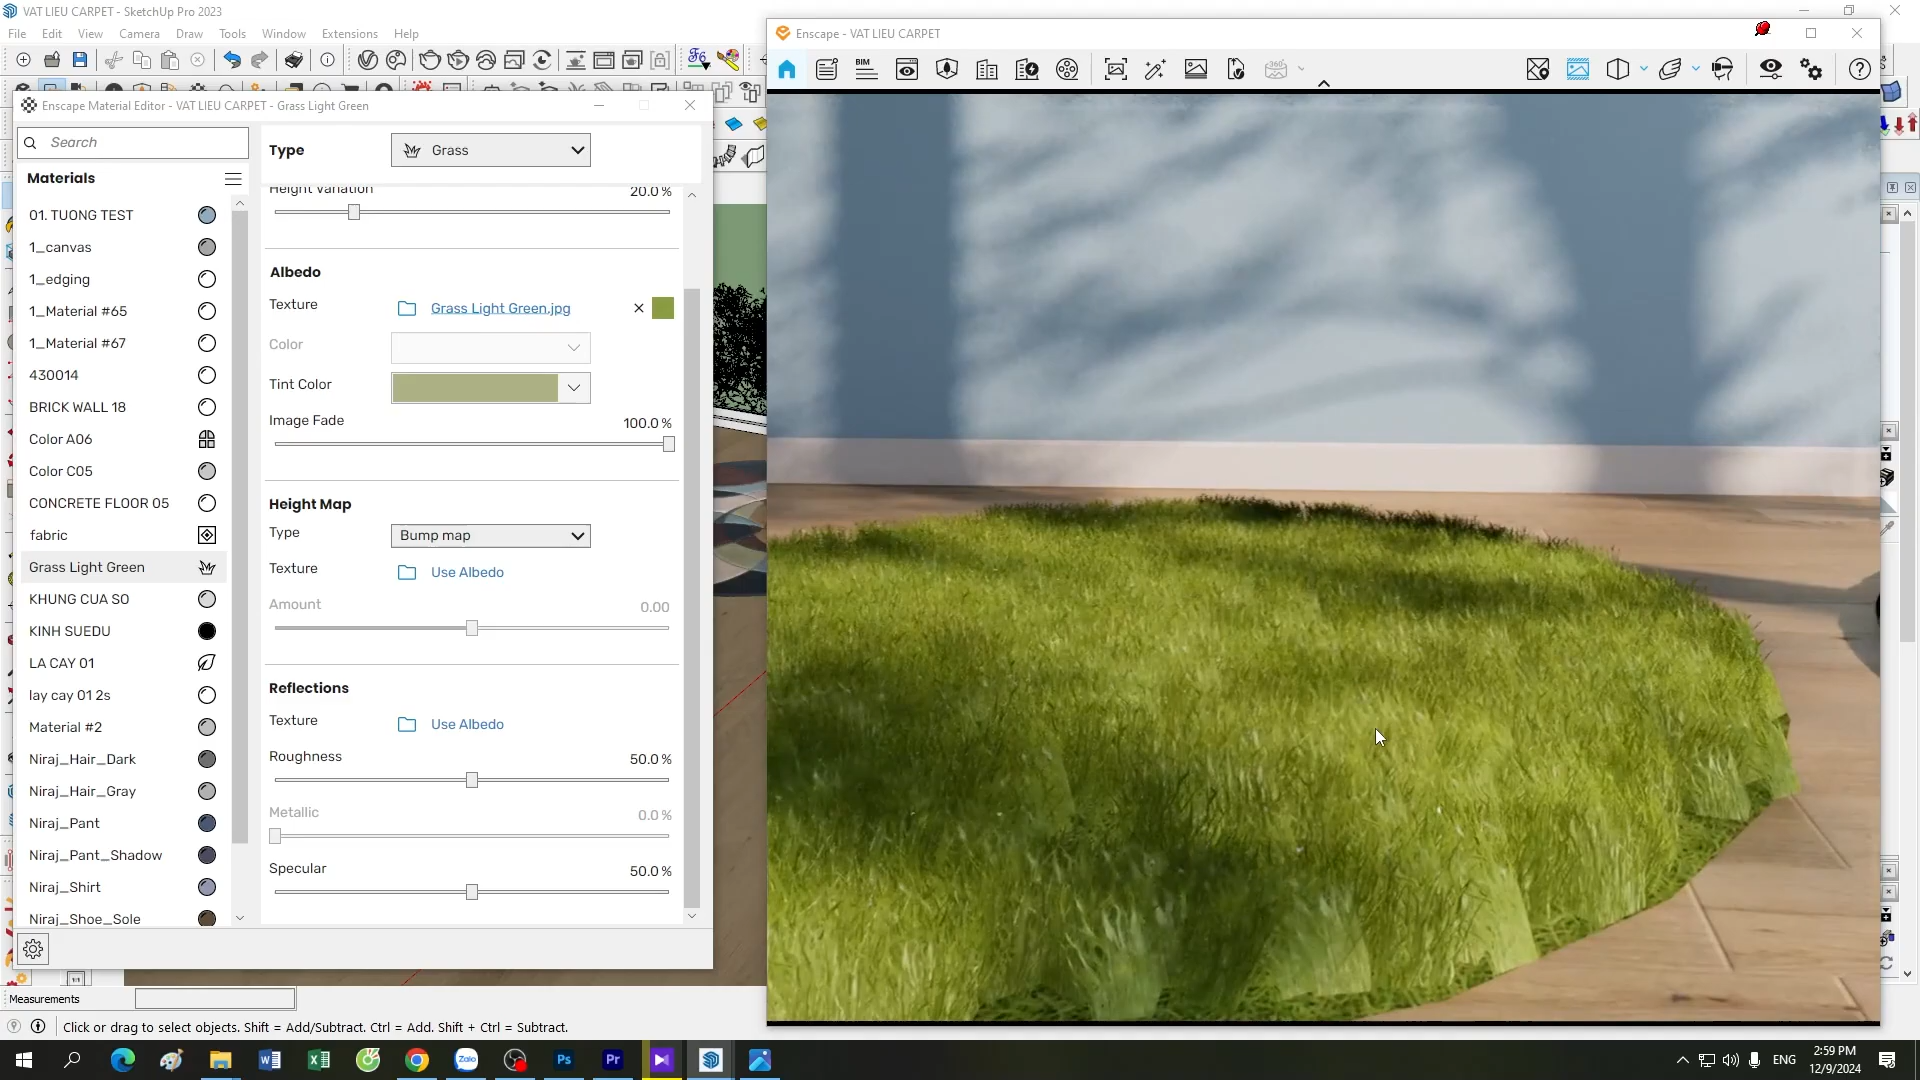 VAT LIEU CARPET - SketchUp Pro 2023
File Edit View Camera Draw Tools Window Extensions Help
Enscape - VAT LIEU CARPET
BIM
360°
Enscape Material Editor - VAT LIEU CARPET - Grass Light Green
Search
Materials
01. TUONG TEST
1_canvas
1_edging
1_Material #65
1_Material #67
430014
BRICK WALL 18
Color A06
Color C05
CONCRETE FLOOR 05
fabric
Grass Light Green
KHUNG CUA SO
KINH SUEDU
LA CAY 01
lay cay 01 2s
Material #2
Niraj_Hair_Dark
Niraj_Hair_Gray
Niraj_Pant
Niraj_Pant_Shadow
Niraj_Shirt
Niraj_Shoe_Sole
Type Grass
Height Variation 20.0 %
Albedo
Texture Grass Light Green.jpg
Color
Tint Color
Image Fade 100.0 %
Height Map
Type Bump map
Texture Use Albedo
Amount 0.00
Reflections
Texture Use Albedo
Roughness 50.0 %
Metallic 0.0 %
Specular 50.0 %
Measurements
Click or drag to select objects. Shift = Add/Subtract. Ctrl = Add. Shift + Ctrl = Subtract.
Zalo
Ps
Pr
ENG
2:59 PM
12/9/2024